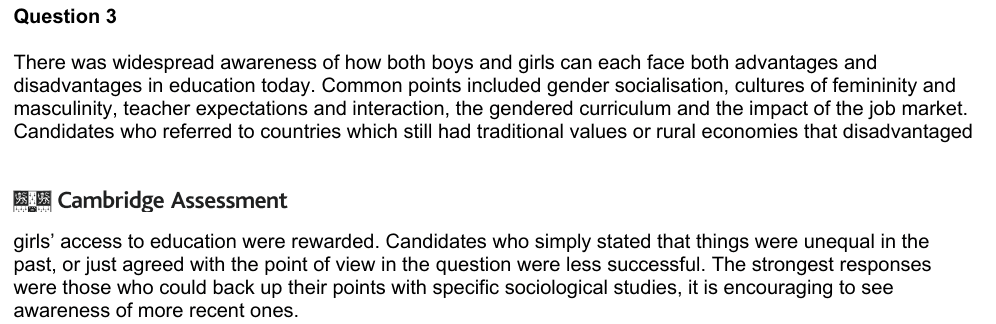 Question 3
There was widespread awareness of how both boys and girls can each face both advantages and
disadvantages in education today. Common points included gender socialisation, cultures of femininity and
masculinity, teacher expectations and interaction, the gendered curriculum and the impact of the job market.
Candidates who referred to countries which still had traditional values or rural economies that disadvantaged
Cambridge Assessment
girls’ access to education were rewarded. Candidates who simply stated that things were unequal in the
past, or just agreed with the point of view in the question were less successful. The strongest responses
were those who could back up their points with specific sociological studies, it is encouraging to see
awareness of more recent ones.